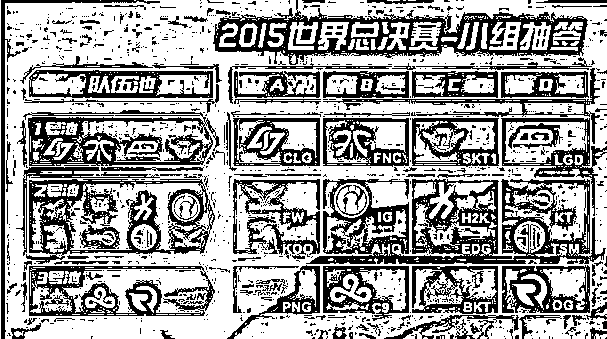 2015世界总决赛-小组抽签
队伍池 A B C D
1号池
CLG FNC SKT1 LGD
2号池
FW IG H2K KT
KOO AHQ EDG TSM
3号池
PNG C9 BKT OG